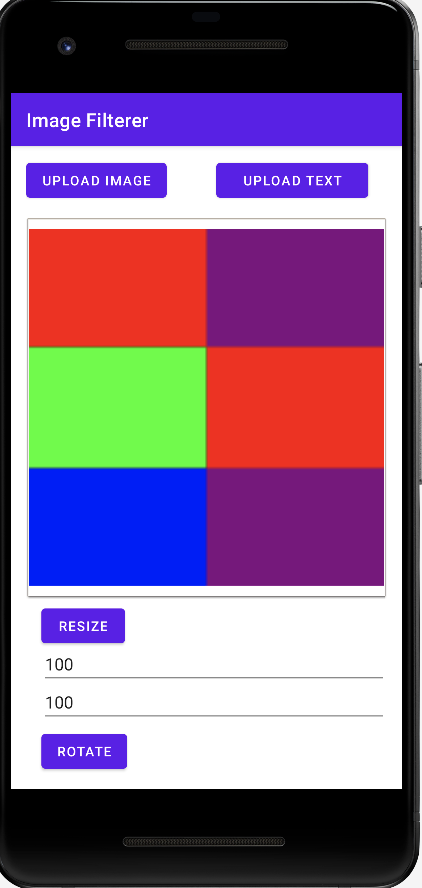 Image Filterer
UPLOAD IMAGE
UPLOAD TEXT
RESIZE
100
100
ROTATE